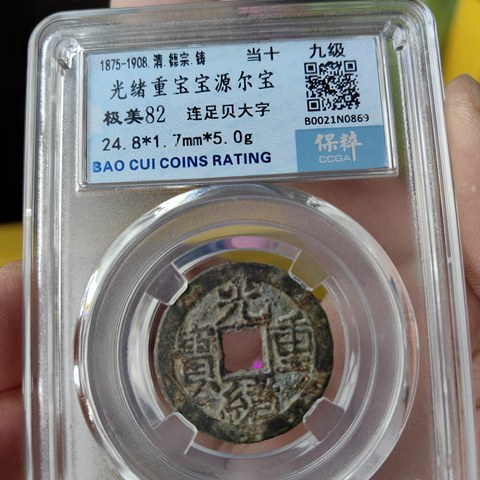 1875-1908.清.德宗.铸 当十 九级
光绪重宝宝源尔宝
极美82 连足贝大字
24.8*1.7mm*5.0g
B0021N0869
保粹
CCGA
BAO CUI COINS RATING
光
寶 重
緒